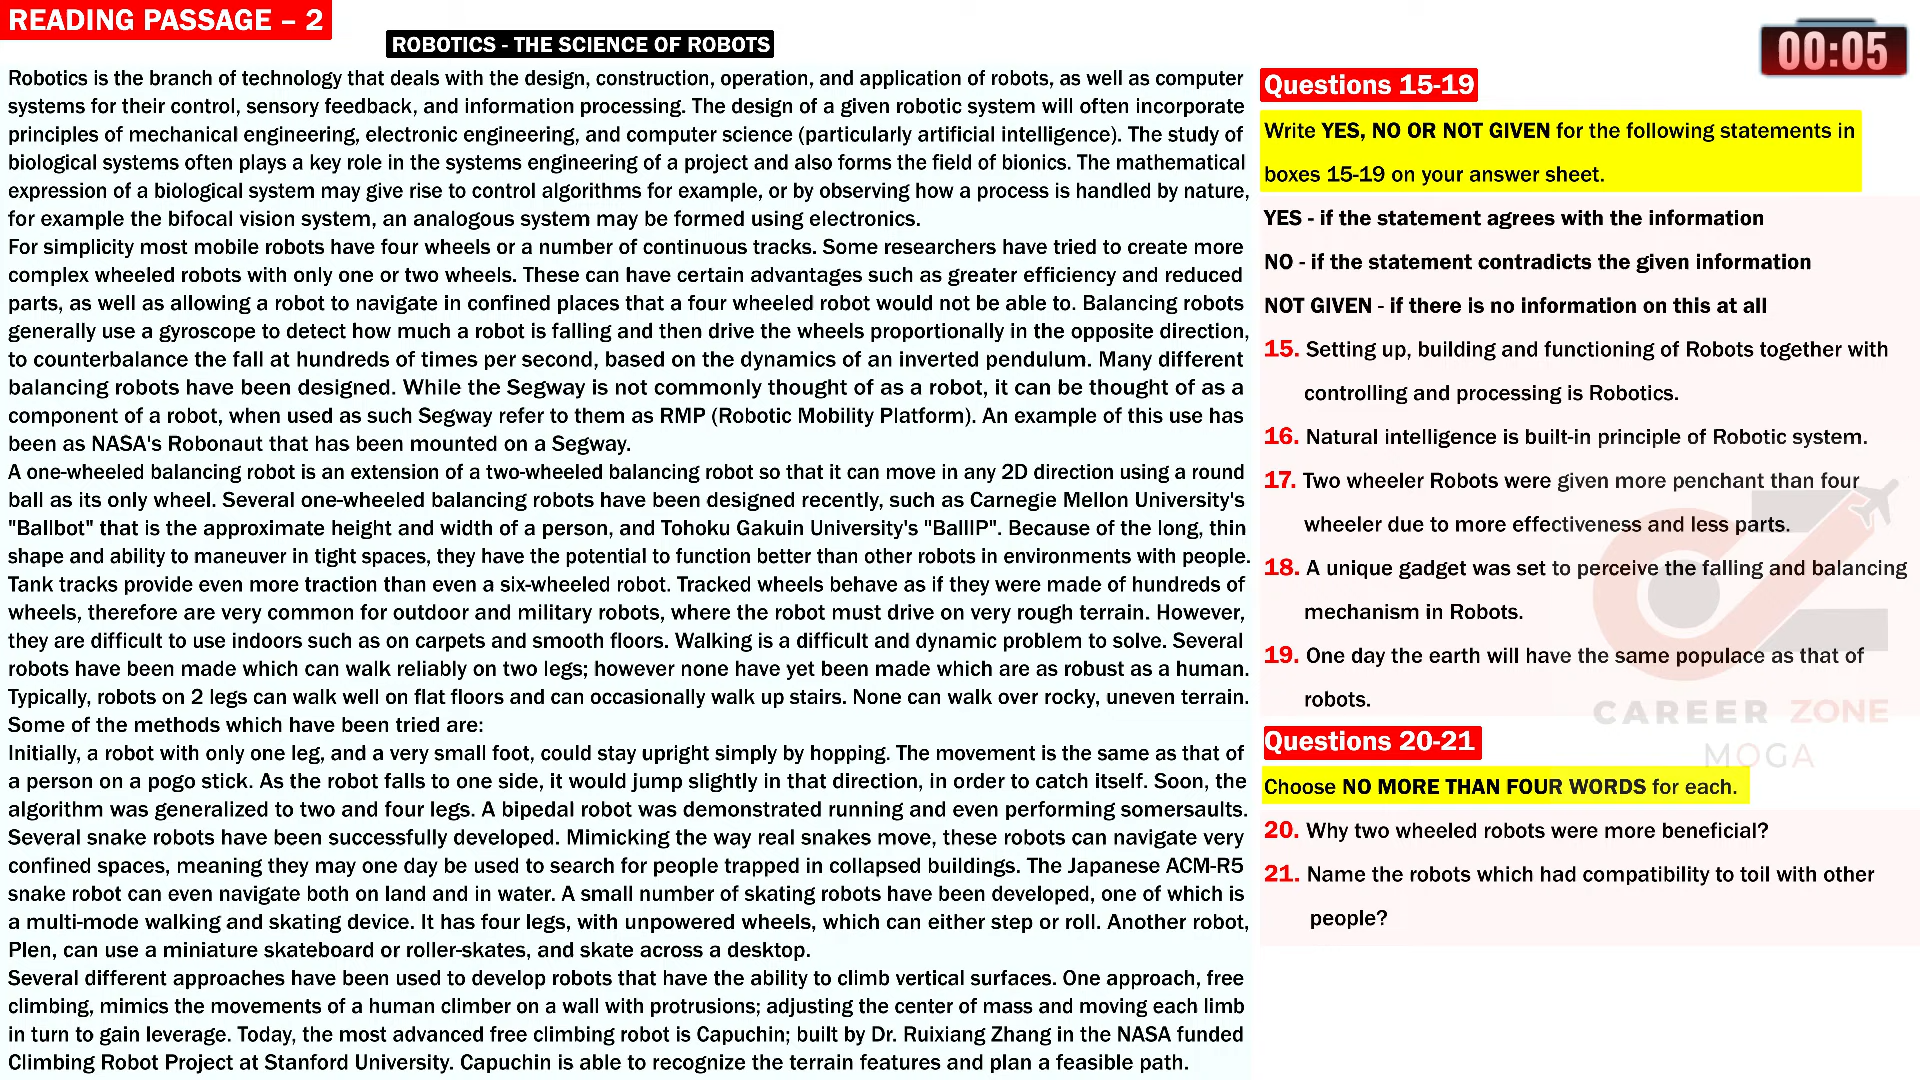 READING PASSAGE – 2
ROBOTICS - THE SCIENCE OF ROBOTS
Robotics is the branch of technology that deals with the design, construction, operation, and application of robots, as well as computer
systems for their control, sensory feedback, and information processing. The design of a given robotic system will often incorporate
principles of mechanical engineering, electronic engineering, and computer science (particularly artificial intelligence). The study of
biological systems often plays a key role in the systems engineering of a project and also forms the field of bionics. The mathematical
expression of a biological system may give rise to control algorithms for example, or by observing how a process is handled by nature,
for example the bifocal vision system, an analogous system may be formed using electronics.
For simplicity most mobile robots have four wheels or a number of continuous tracks. Some researchers have tried to create more
complex wheeled robots with only one or two wheels. These can have certain advantages such as greater efficiency and reduced
parts, as well as allowing a robot to navigate in confined places that a four wheeled robot would not be able to. Balancing robots
generally use a gyroscope to detect how much a robot is falling and then drive the wheels proportionally in the opposite direction,
to counterbalance the fall at hundreds of times per second, based on the dynamics of an inverted pendulum. Many different
balancing robots have been designed. While the Segway is not commonly thought of as a robot, it can be thought of as a
component of a robot, when used as such Segway refer to them as RMP (Robotic Mobility Platform). An example of this use has
been as NASA's Robonaut that has been mounted on a Segway.
A one-wheeled balancing robot is an extension of a two-wheeled balancing robot so that it can move in any 2D direction using a round
ball as its only wheel. Several one-wheeled balancing robots have been designed recently, such as Carnegie Mellon University's
"Ballbot" that is the approximate height and width of a person, and Tohoku Gakuin University's "BallIP". Because of the long, thin
shape and ability to maneuver in tight spaces, they have the potential to function better than other robots in environments with people.
Tank tracks provide even more traction than even a six-wheeled robot. Tracked wheels behave as if they were made of hundreds of
wheels, therefore are very common for outdoor and military robots, where the robot must drive on very rough terrain. However,
they are difficult to use indoors such as on carpets and smooth floors. Walking is a difficult and dynamic problem to solve. Several
robots have been made which can walk reliably on two legs; however none have yet been made which are as robust as a human.
Typically, robots on 2 legs can walk well on flat floors and can occasionally walk up stairs. None can walk over rocky, uneven terrain.
Some of the methods which have been tried are:
Initially, a robot with only one leg, and a very small foot, could stay upright simply by hopping. The movement is the same as that of
a person on a pogo stick. As the robot falls to one side, it would jump slightly in that direction, in order to catch itself. Soon, the
algorithm was generalized to two and four legs. A bipedal robot was demonstrated running and even performing somersaults.
Several snake robots have been successfully developed. Mimicking the way real snakes move, these robots can navigate very
confined spaces, meaning they may one day be used to search for people trapped in collapsed buildings. The Japanese ACM-R5
snake robot can even navigate both on land and in water. A small number of skating robots have been developed, one of which is
a multi-mode walking and skating device. It has four legs, with unpowered wheels, which can either step or roll. Another robot,
Plen, can use a miniature skateboard or roller-skates, and skate across a desktop.
Several different approaches have been used to develop robots that have the ability to climb vertical surfaces. One approach, free
climbing, mimics the movements of a human climber on a wall with protrusions; adjusting the center of mass and moving each limb
in turn to gain leverage. Today, the most advanced free climbing robot is Capuchin; built by Dr. Ruixiang Zhang in the NASA funded
Climbing Robot Project at Stanford University. Capuchin is able to recognize the terrain features and plan a feasible path.
00:05
Questions 15-19
Write YES, NO OR NOT GIVEN for the following statements in
boxes 15-19 on your answer sheet.
YES - if the statement agrees with the information
NO - if the statement contradicts the given information
NOT GIVEN - if there is no information on this at all
15. Setting up, building and functioning of Robots together with
controlling and processing is Robotics.
16. Natural intelligence is built-in principle of Robotic system.
17. Two wheeler Robots were given more penchant than four
wheeler due to more effectiveness and less parts.
18. A unique gadget was set to perceive the falling and balancing
mechanism in Robots.
19. One day the earth will have the same populace as that of
robots.
CAREER ZONE
MOGA
Questions 20-21
Choose NO MORE THAN FOUR WORDS for each.
20. Why two wheeled robots were more beneficial?
21. Name the robots which had compatibility to toil with other
people?